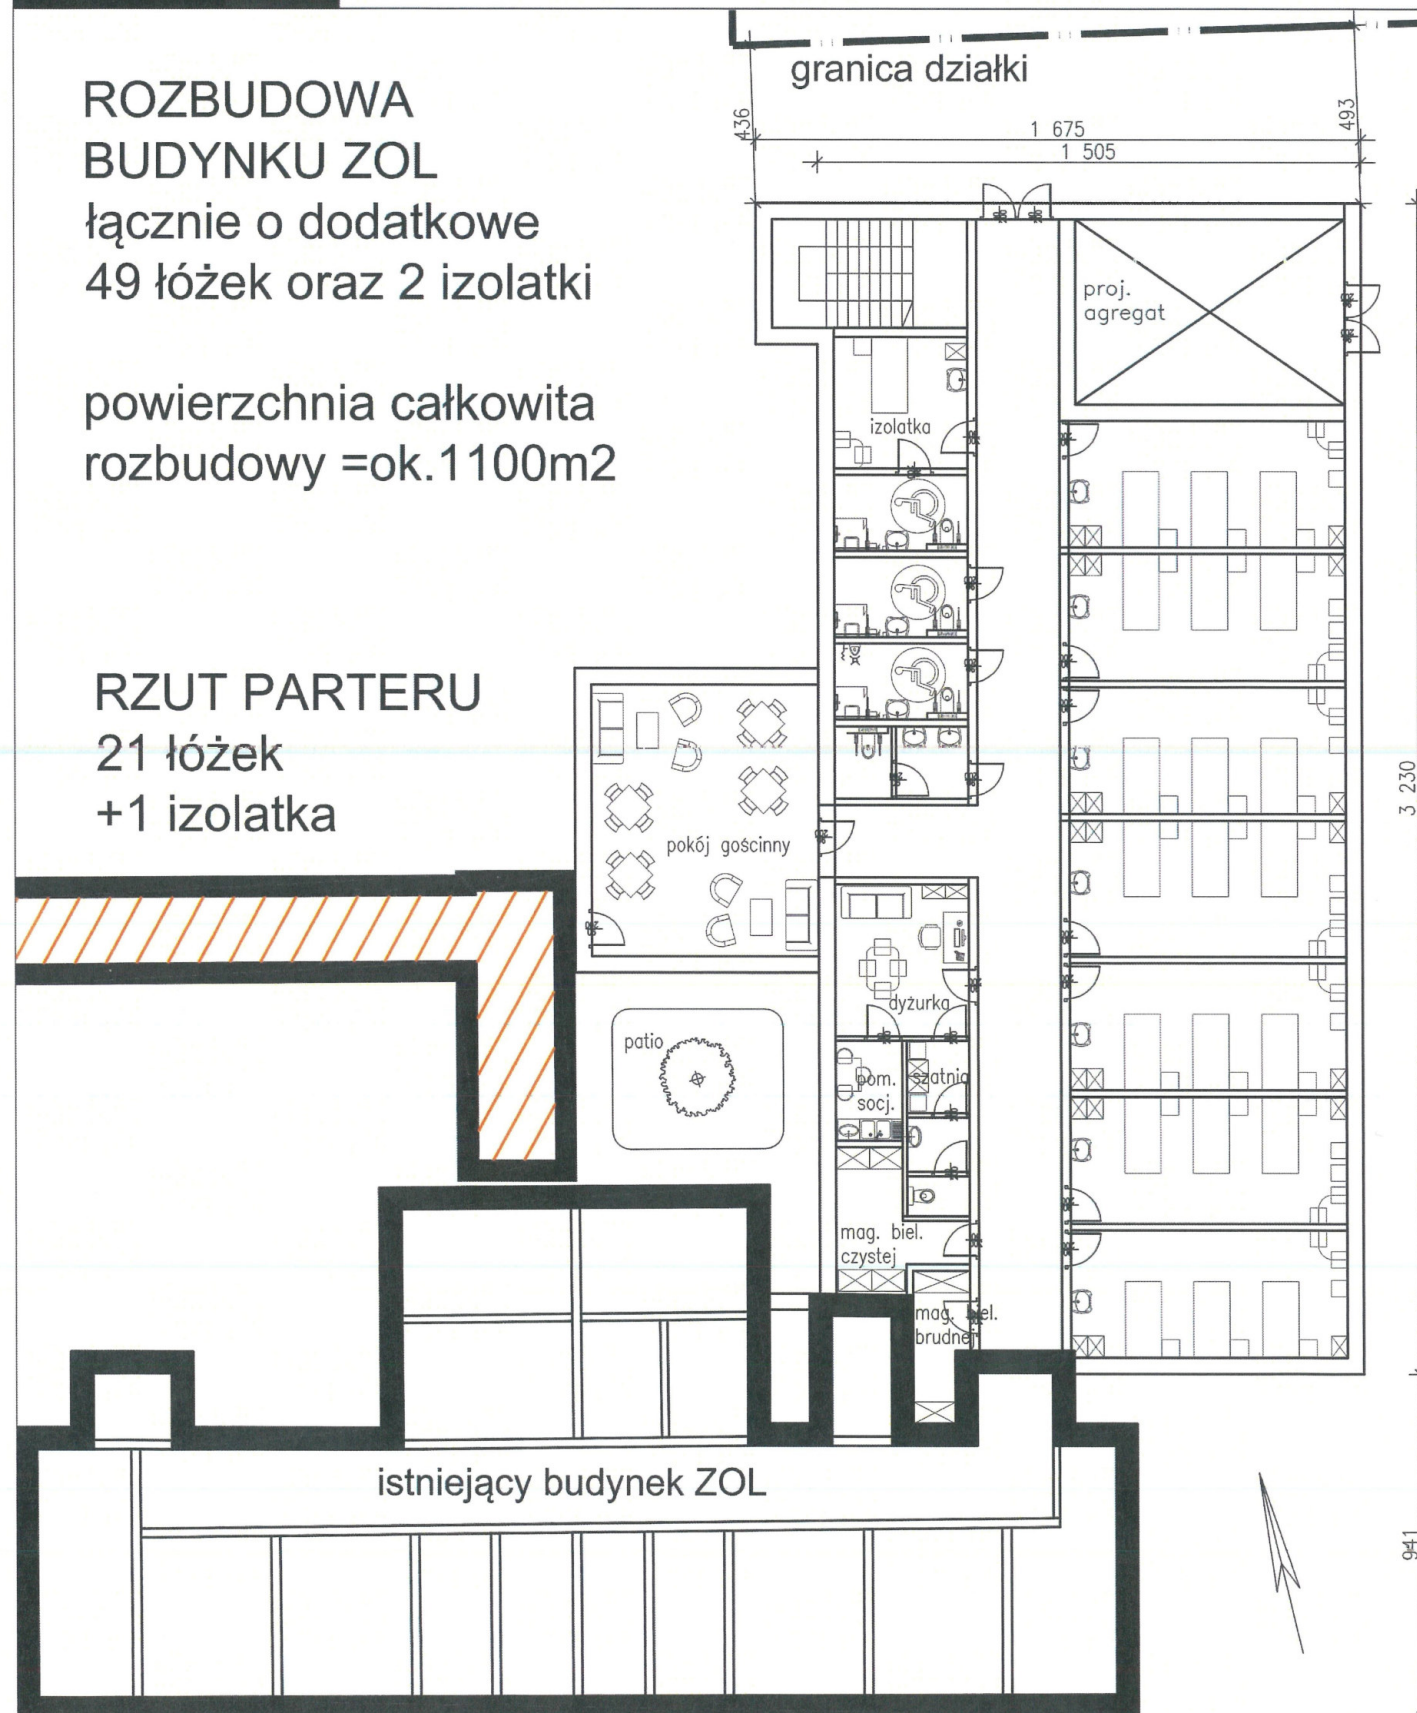 granica działki
ROZBUDOWA
BUDYNKU ZOL
łącznie o dodatkowe
49 łóżek oraz 2 izolatki
powierzchnia całkowita
rozbudowy =ok.1100m2
436
493
1 675
1 505
proj.
agregat
izolatka
RZUT PARTERU
21 łóżek
+1 izolatka
3 230
pokój gościnny
dyżurka
patio
pom.
socj.
szatnia
mag. biel.
czystej
mag. biel.
brudnej
istniejący budynek ZOL
941